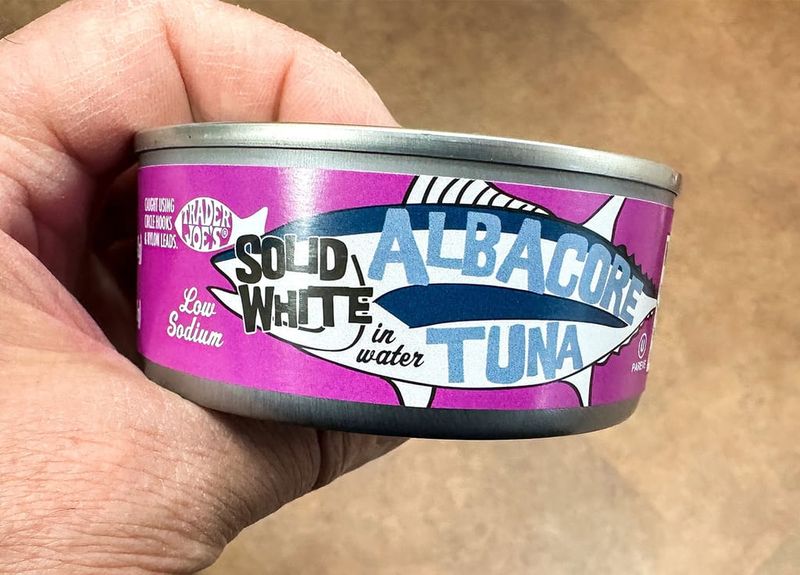 CAUGHT USING
CIRCLE HOOKS
& NYLON LEADS.
TRADER
JOE'S®
SOLID
WHITE
ALBACORE
TUNA
in
water
Low
Sodium
U